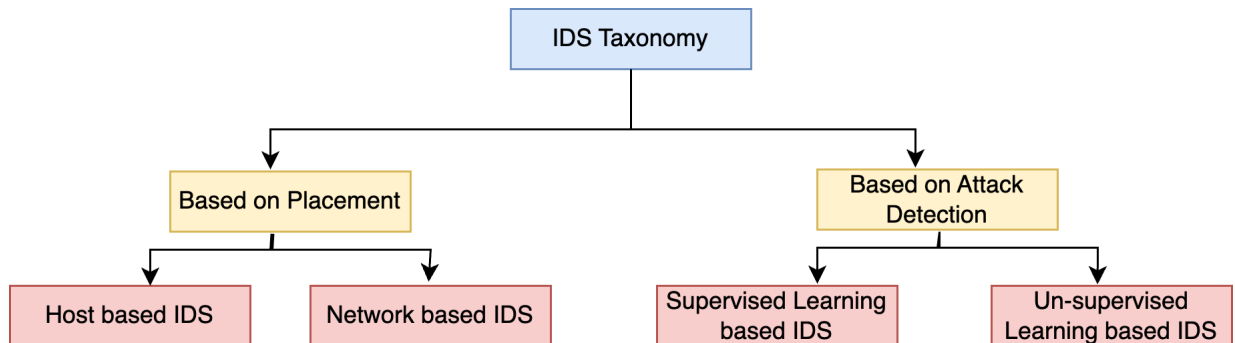 IDS Taxonomy
Based on Placement
Based on Attack
Detection
Host based IDS
Network based IDS
Supervised Learning
based IDS
Un-supervised
Learning based IDS